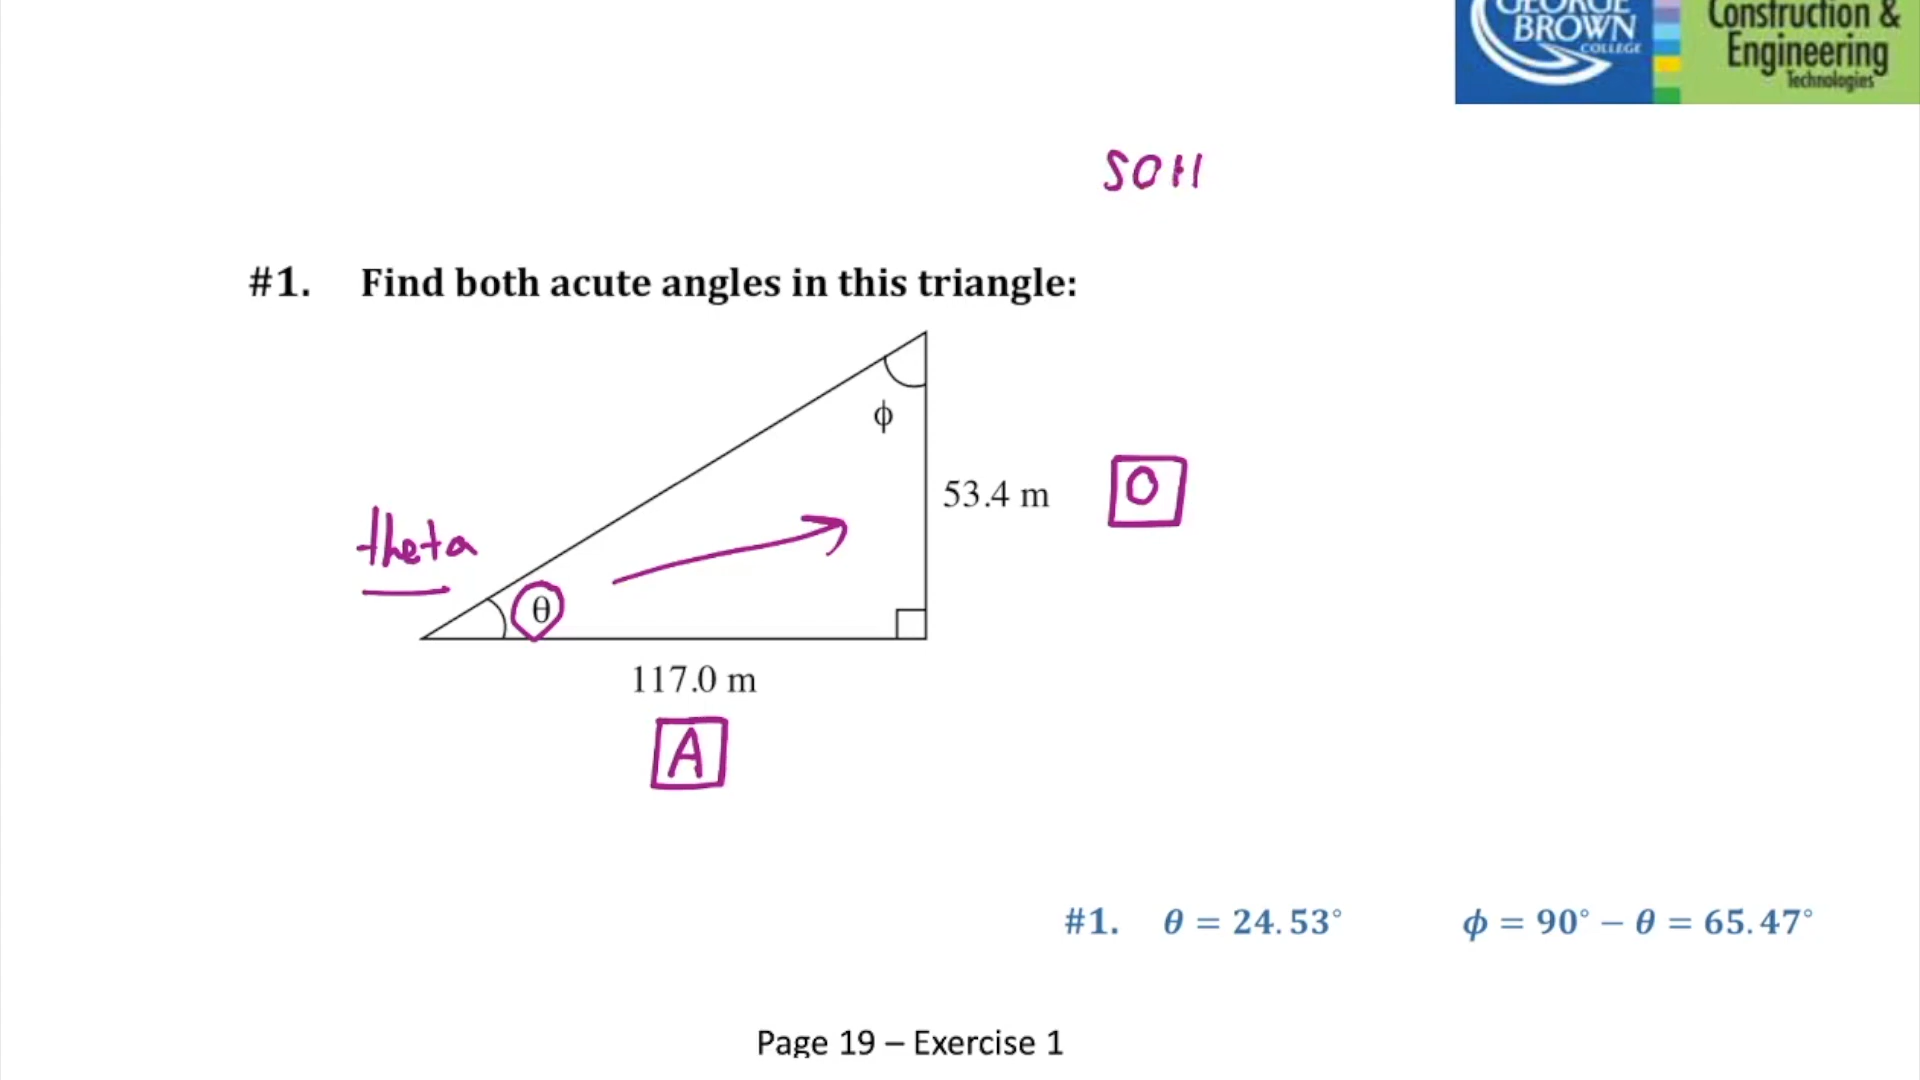 GEORGE
BROWN
COLLEGE
Construction &
Engineering
Technologies
SOH
#1. Find both acute angles in this triangle:
ϕ
53.4 m
O
theta
θ
117.0 m
A
#1. θ = 24.53° ϕ = 90° − θ = 65.47°
Page 19 – Exercise 1